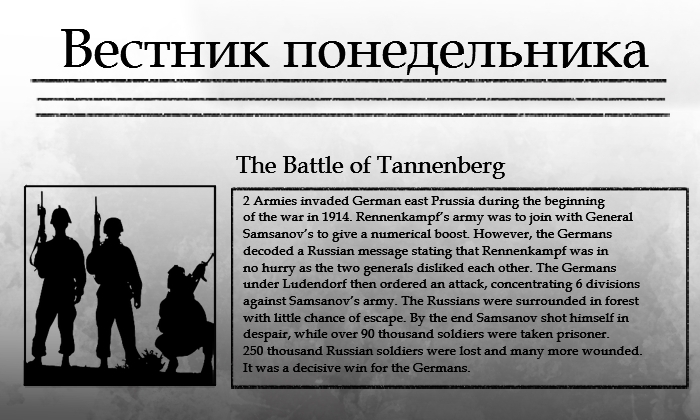 Вестник понедельника
The Battle of Tannenberg
2 Armies invaded German east Prussia during the beginning
of the war in 1914. Rennenkampf's army was to join with General
Samsanov's to give a numerical boost. However, the Germans
decoded a Russian message stating that Rennenkampf was in
no hurry as the two generals disliked each other. The Germans
under Ludendorf then ordered an attack, concentrating 6 divisions
against Samsanov's army. The Russians were surrounded in forest
with little chance of escape. By the end Samsanov shot himself in
despair, while over 90 thousand soldiers were taken prisoner.
250 thousand Russian soldiers were lost and many more wounded.
It was a decisive win for the Germans.